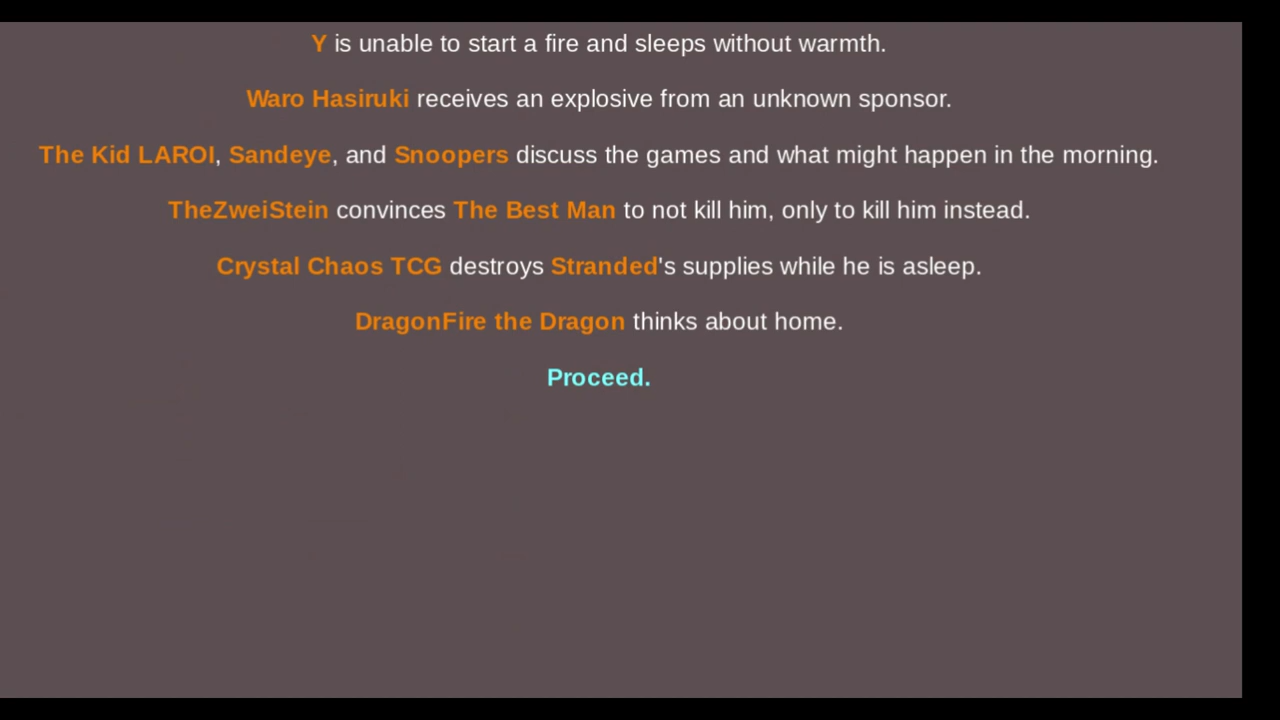 Y is unable to start a fire and sleeps without warmth.
Waro Hasiruki receives an explosive from an unknown sponsor.
The Kid LAROI, Sandeye, and Snoopers discuss the games and what might happen in the morning.
TheZweiStein convinces The Best Man to not kill him, only to kill him instead.
Crystal Chaos TCG destroys Stranded's supplies while he is asleep.
DragonFire the Dragon thinks about home.
Proceed.